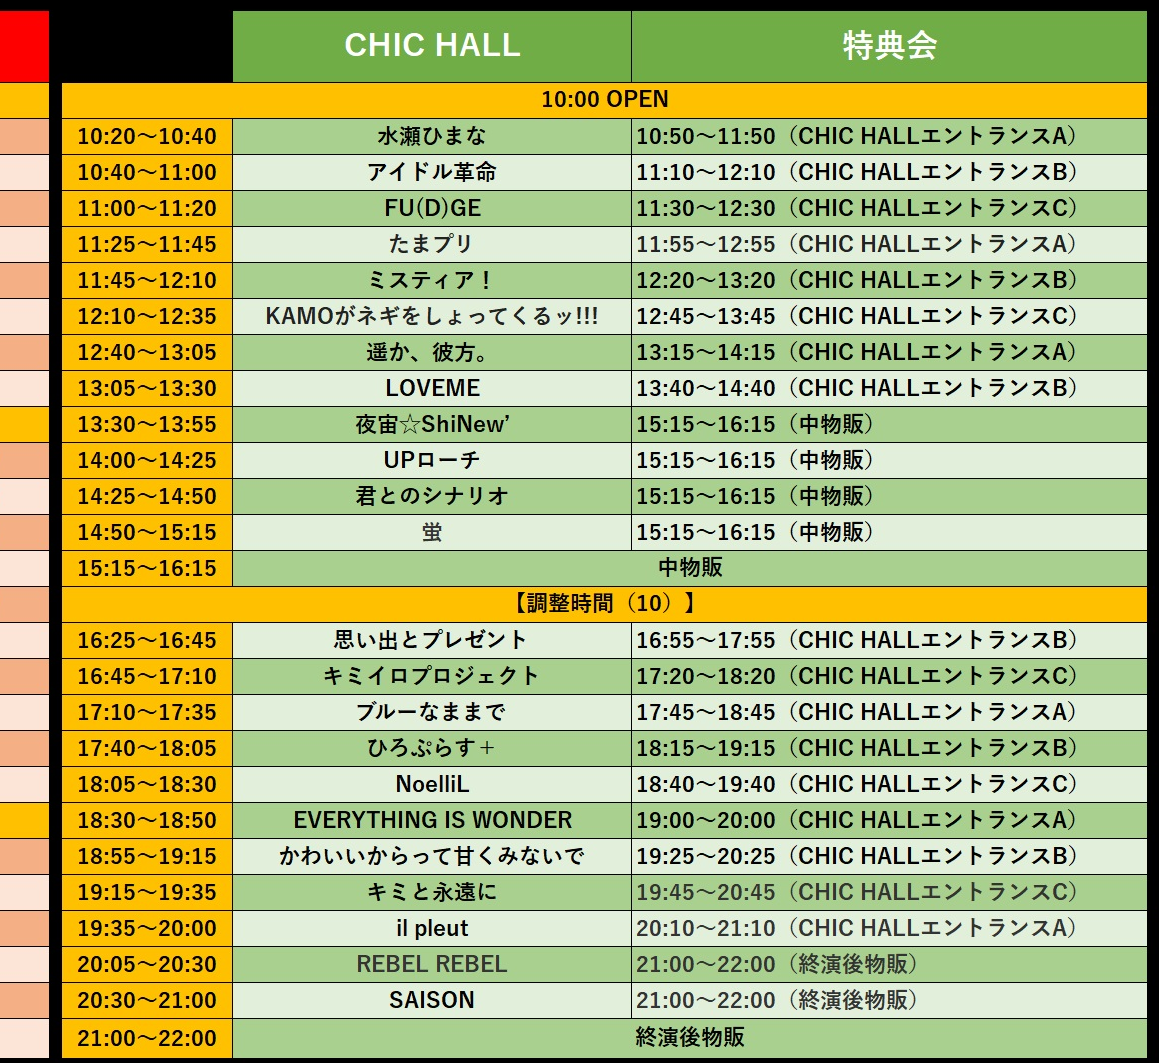 CHIC HALL 特典会
10:00 OPEN
10:20～10:40 水瀬ひまな 10:50～11:50（CHIC HALLエントランスA）
10:40～11:00 アイドル革命 11:10～12:10（CHIC HALLエントランスB）
11:00～11:20 FU(D)GE 11:30～12:30（CHIC HALLエントランスC）
11:25～11:45 たまプリ 11:55～12:55（CHIC HALLエントランスA）
11:45～12:10 ミスティア！ 12:20～13:20（CHIC HALLエントランスB）
12:10～12:35 KAMOがネギをしょってくるッ!!! 12:45～13:45（CHIC HALLエントランスC）
12:40～13:05 遥か、彼方。 13:15～14:15（CHIC HALLエントランスA）
13:05～13:30 LOVEME 13:40～14:40（CHIC HALLエントランスB）
13:30～13:55 夜宙☆ShiNew’ 15:15～16:15（中物販）
14:00～14:25 UPローチ 15:15～16:15（中物販）
14:25～14:50 君とのシナリオ 15:15～16:15（中物販）
14:50～15:15 蛍 15:15～16:15（中物販）
15:15～16:15 中物販
【調整時間（10）】
16:25～16:45 思い出とプレゼント 16:55～17:55（CHIC HALLエントランスB）
16:45～17:10 キミイロプロジェクト 17:20～18:20（CHIC HALLエントランスC）
17:10～17:35 ブルーなままで 17:45～18:45（CHIC HALLエントランスA）
17:40～18:05 ひろぷらす＋ 18:15～19:15（CHIC HALLエントランスB）
18:05～18:30 NoelliL 18:40～19:40（CHIC HALLエントランスC）
18:30～18:50 EVERYTHING IS WONDER 19:00～20:00（CHIC HALLエントランスA）
18:55～19:15 かわいいからって甘くみないで 19:25～20:25（CHIC HALLエントランスB）
19:15～19:35 キミと永遠に 19:45～20:45（CHIC HALLエントランスC）
19:35～20:00 il pleut 20:10～21:10（CHIC HALLエントランスA）
20:05～20:30 REBEL REBEL 21:00～22:00（終演後物販）
20:30～21:00 SAISON 21:00～22:00（終演後物販）
21:00～22:00 終演後物販